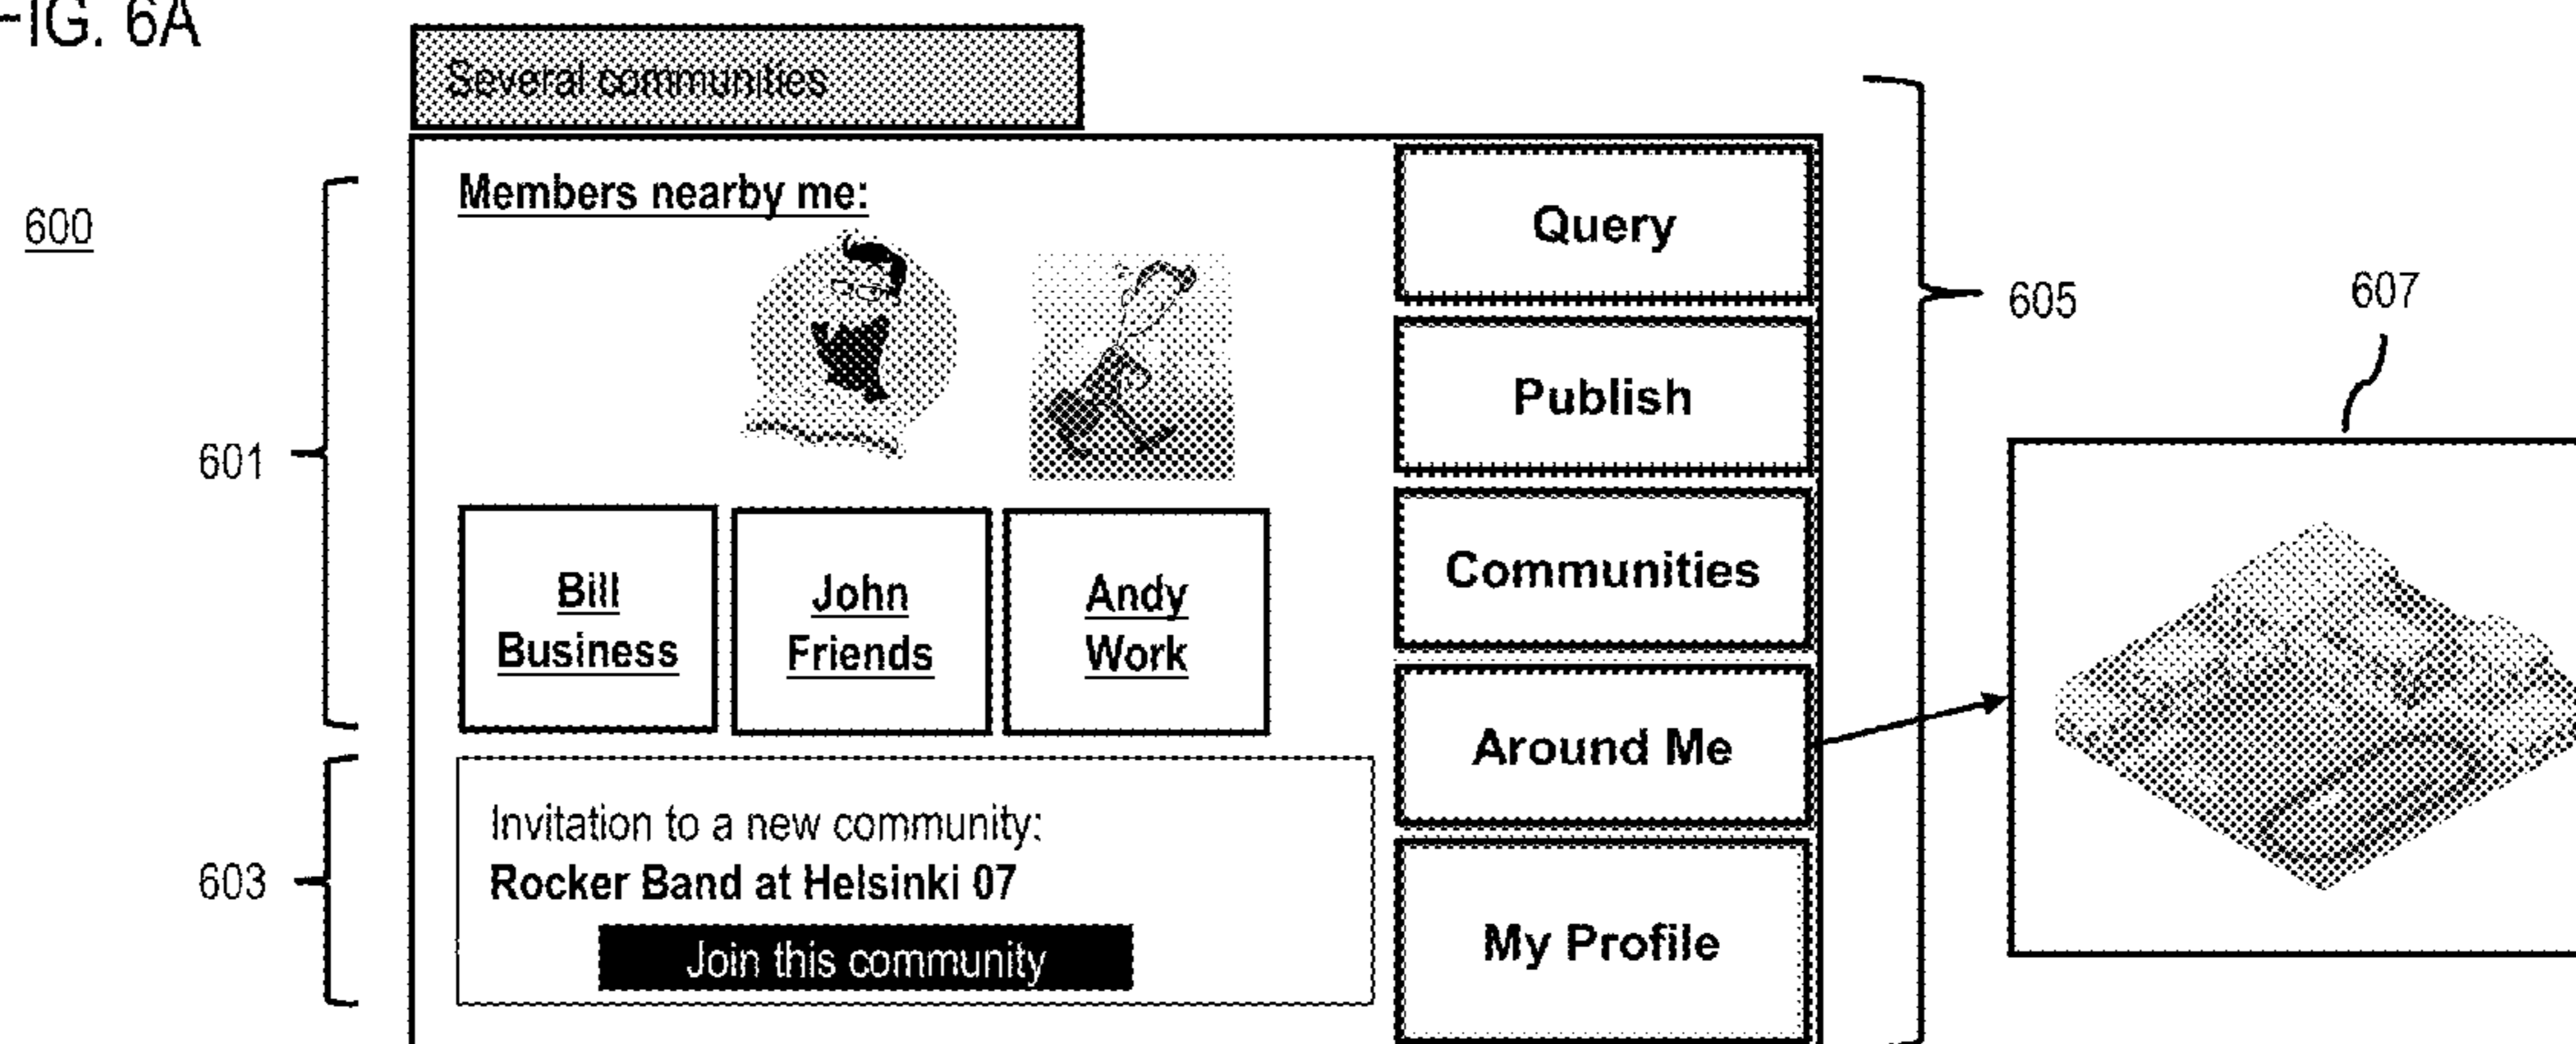 FIG. 6A
Several communities
600
Members nearby me:
601
Bill
Business
John
Friends
Andy
Work
603
Invitation to a new community:
Rocker Band at Helsinki 07
Join this community
Query
Publish
Communities
Around Me
My Profile
605
607